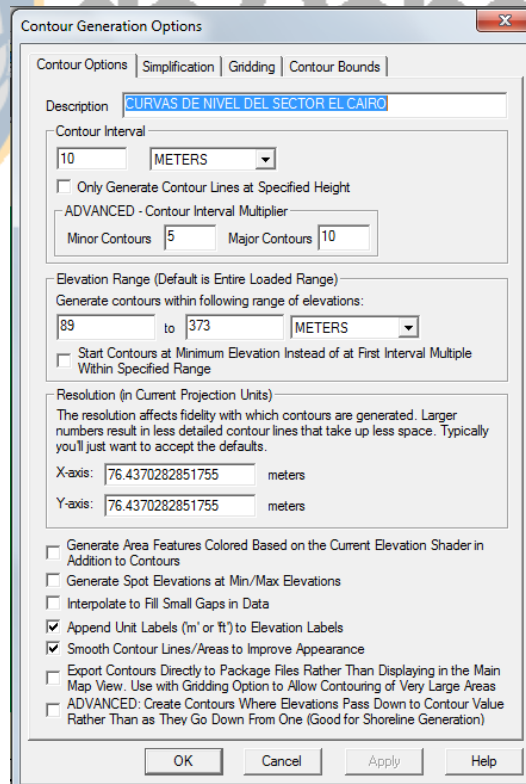 Contour Generation Options
x
Contour Options Simplification Gridding Contour Bounds
Description CURVAS DE NIVEL DEL SECTOR EL CAIRO
Contour Interval
10 METERS
Only Generate Contour Lines at Specified Height
ADVANCED - Contour Interval Multiplier
Minor Contours 5 Major Contours 10
Elevation Range (Default is Entire Loaded Range)
Generate contours within following range of elevations:
89 to 373 METERS
Start Contours at Minimum Elevation Instead of at First Interval Multiple
Within Specified Range
Resolution (in Current Projection Units)
The resolution affects fidelity with which contours are generated. Larger
numbers result in less detailed contour lines that take up less space. Typically
you'll just want to accept the defaults.
X-axis: 76.4370282851755 meters
Y-axis: 76.4370282851755 meters
Generate Area Features Colored Based on the Current Elevation Shader in
Addition to Contours
Generate Spot Elevations at Min/Max Elevations
Interpolate to Fill Small Gaps in Data
Append Unit Labels ('m' or 'ft') to Elevation Labels
Smooth Contour Lines/Areas to Improve Appearance
Export Contours Directly to Package Files Rather Than Displaying in the Main
Map View. Use with Gridding Option to Allow Contouring of Very Large Areas
ADVANCED: Create Contours Where Elevations Pass Down to Contour Value
Rather Than as They Go Down From One (Good for Shoreline Generation)
OK Cancel Apply Help